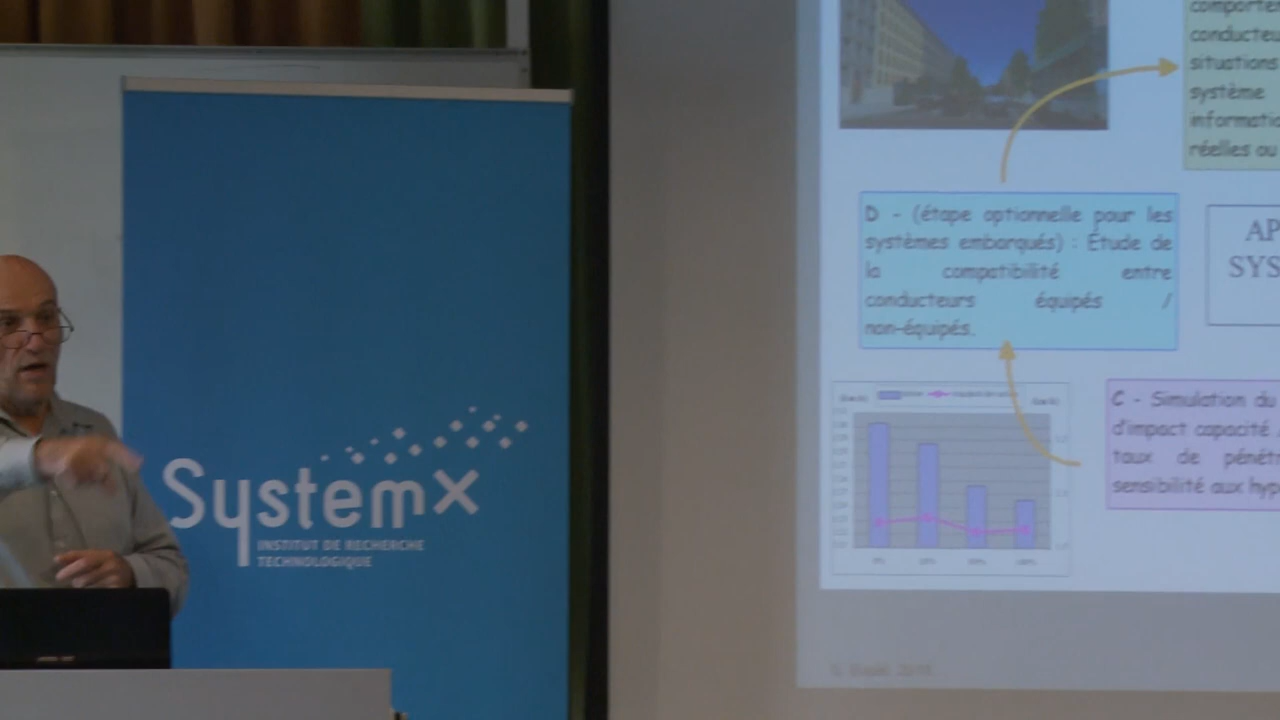 SystemX
INSTITUT DE RECHERCHE
TECHNOLOGIQUE
conducteu
situations
système
informatio
réelles ou
D - (étape optionnelle pour les
systèmes embarqués) : Étude de
la compatibilité entre
conducteurs équipés /
non-équipés.
AP
SYS
C - Simulation du
d'impact capacité
taux de pénétr
sensibilité aux hyp